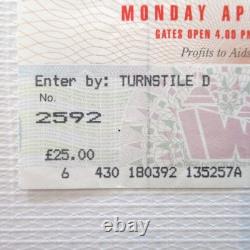 MONDAY AP
GATES OPEN 4.00 PM
Profits to Aids
Enter by: TURNSTILE D
No.
2592
£25.00
6 430 180392 135257A